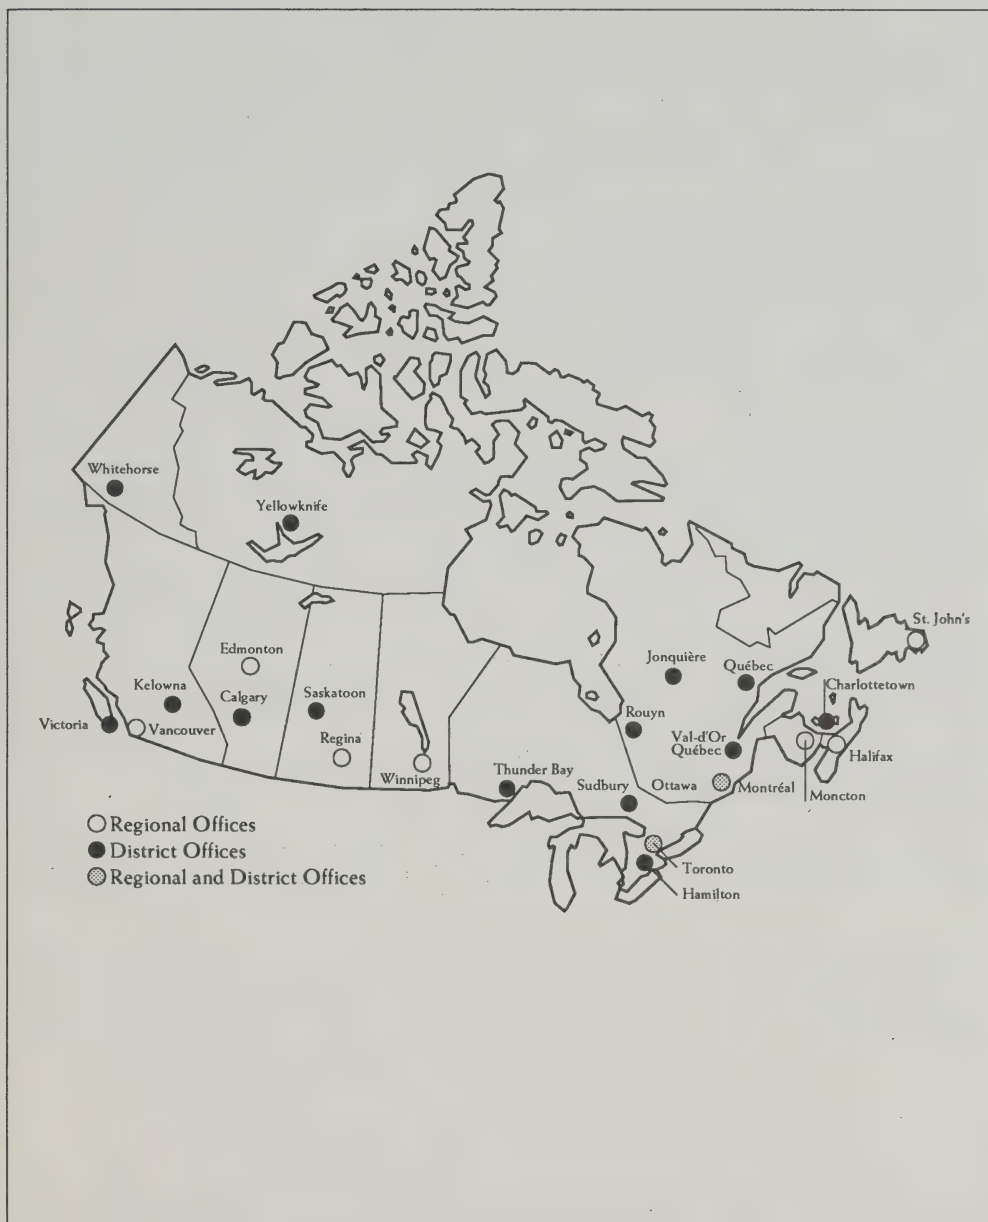 Whitehorse
Yellowknife
St. John's
Edmonton
Jonquière
Québec
Kelowna
Calgary
Saskatoon
Charlottetown
Victoria
Vancouver
Regina
Rouyn
Val-d'Or
Québec
Halifax
Winnipeg
Thunder Bay
Sudbury
Ottawa
Montréal
Moncton
Regional Offices
District Offices
Regional and District Offices
Toronto
Hamilton